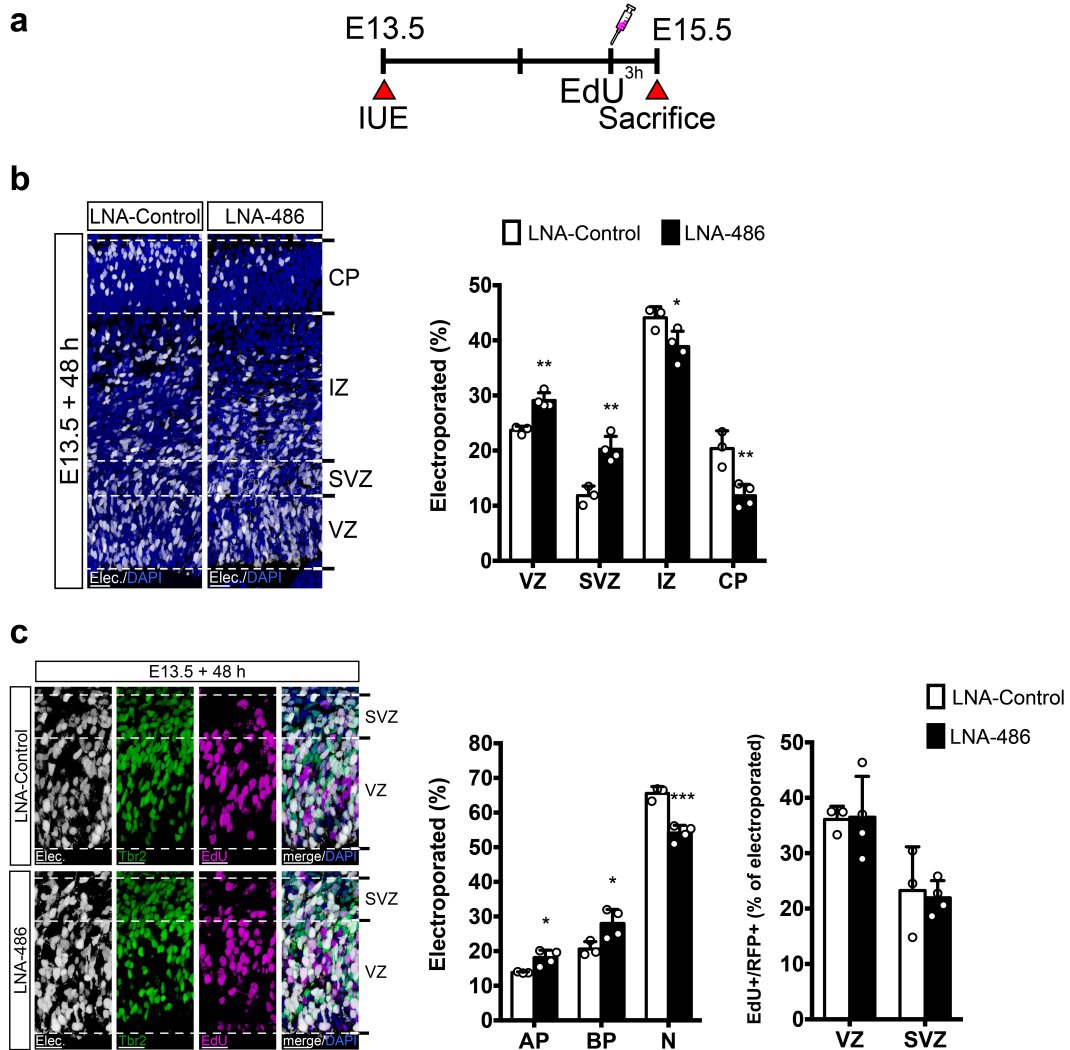 a
E13.5
E15.5
3h
EdU
IUE
Sacrifice
b
LNA-Control
LNA-486
E13.5 + 48 h
CP
IZ
SVZ
VZ
Elec./DAPI
Elec./DAPI
LNA-Control
LNA-486
Electroporated (%)
50
40
30
20
10
0
**
**
*
**
VZ
SVZ
IZ
CP
c
E13.5 + 48 h
LNA-Control
SVZ
VZ
Elec.
Tbr2
EdU
merge/DAPI
LNA-486
SVZ
VZ
Elec.
Tbr2
EdU
merge/DAPI
Electroporated (%)
80
70
60
50
40
30
20
10
0
*
*
***
AP
BP
N
LNA-Control
LNA-486
EdU+/RFP+ (% of electroporated)
50
40
30
20
10
0
VZ
SVZ